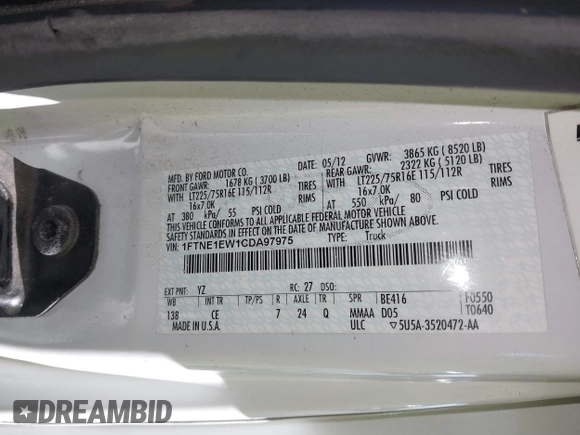 MFD. BY FORD MOTOR CO. 05/12 GVWR: 3865 KG ( 8520 LB)
FRONT GAWR: 1678 KG ( 3700 LB) REAR GAWR: 2322 KG ( 5120 LB)
WITH LT225/75R16E 115/112R TIRES WITH LT225/75R16E 115/112R TIRES
16x7.0K RIMS 16x7.0K RIMS
AT 380 kPa/ 55 PSI COLD AT 550 kPa/ 80 PSI COLD
THIS VEHICLE CONFORMS TO ALL APPLICABLE FEDERAL MOTOR VEHICLE
SAFETY STANDARDS IN EFFECT ON THE DATE OF MANUFACTURE SHOWN ABOVE.
1FTNE1EW1CDA97975 TYPE: Truck
EXT PNT: YZ RC: 27 DSO:
WB INT TR TP/PS R AXLE TR SPR BE416 F0550
138 CE 7 24 Q MMAA D05 T0640
MADE IN U.S.A. ULC ▽5U5A-3520472-AA
DREAMBID